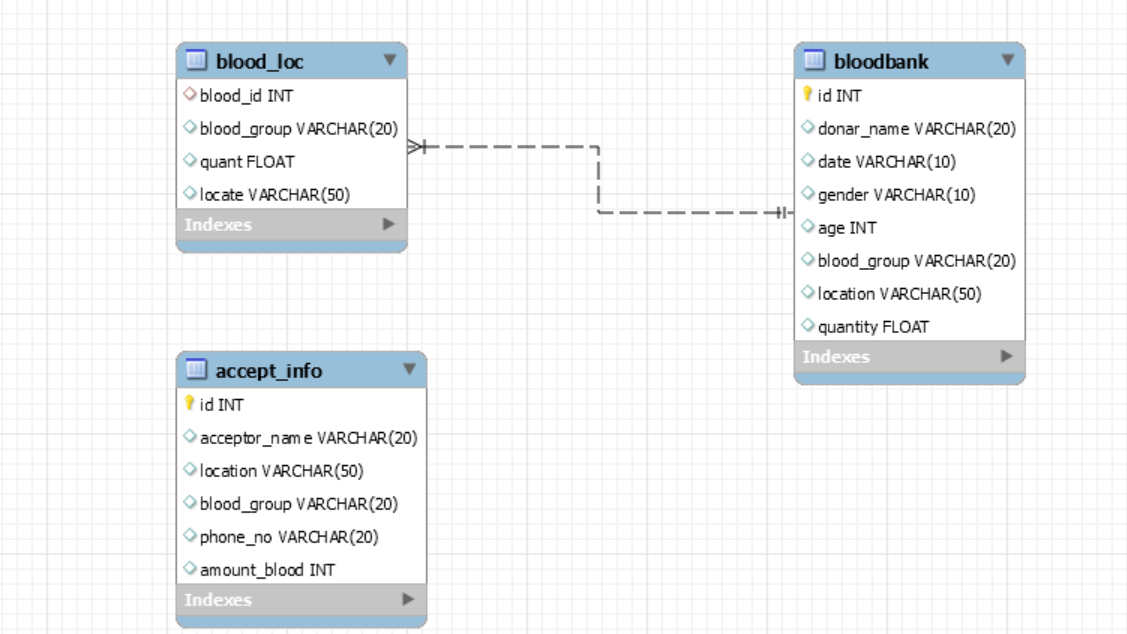 blood_loc
blood_id INT
blood_group VARCHAR(20)
quant FLOAT
locate VARCHAR(50)
Indexes
bloodbank
id INT
donar_name VARCHAR(20)
date VARCHAR(10)
gender VARCHAR(10)
age INT
blood_group VARCHAR(20)
location VARCHAR(50)
quantity FLOAT
Indexes
accept_info
id INT
acceptor_name VARCHAR(20)
location VARCHAR(50)
blood_group VARCHAR(20)
phone_no VARCHAR(20)
amount_blood INT
Indexes